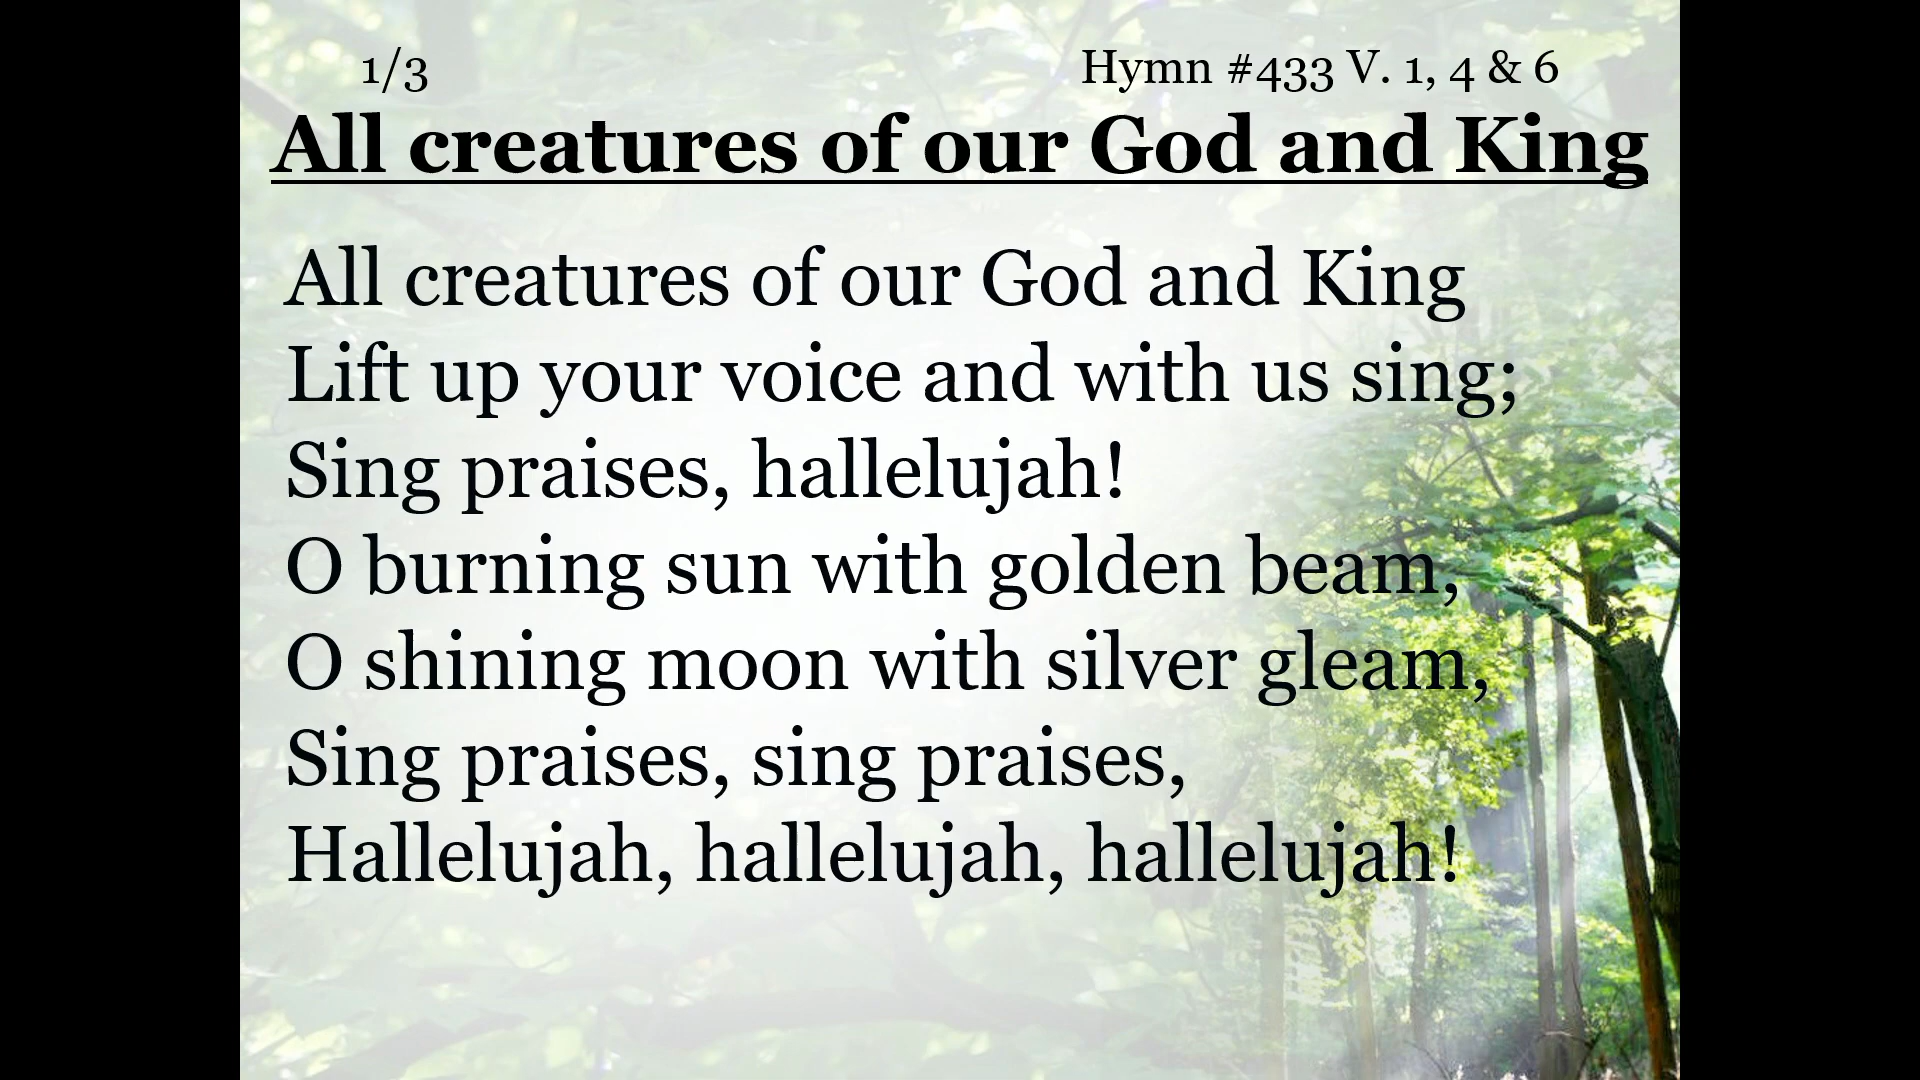 1/3
Hymn #433 V. 1, 4 & 6
All creatures of our God and King
All creatures of our God and King
Lift up your voice and with us sing;
Sing praises, hallelujah!
O burning sun with golden beam,
O shining moon with silver gleam,
Sing praises, sing praises,
Hallelujah, hallelujah, hallelujah!